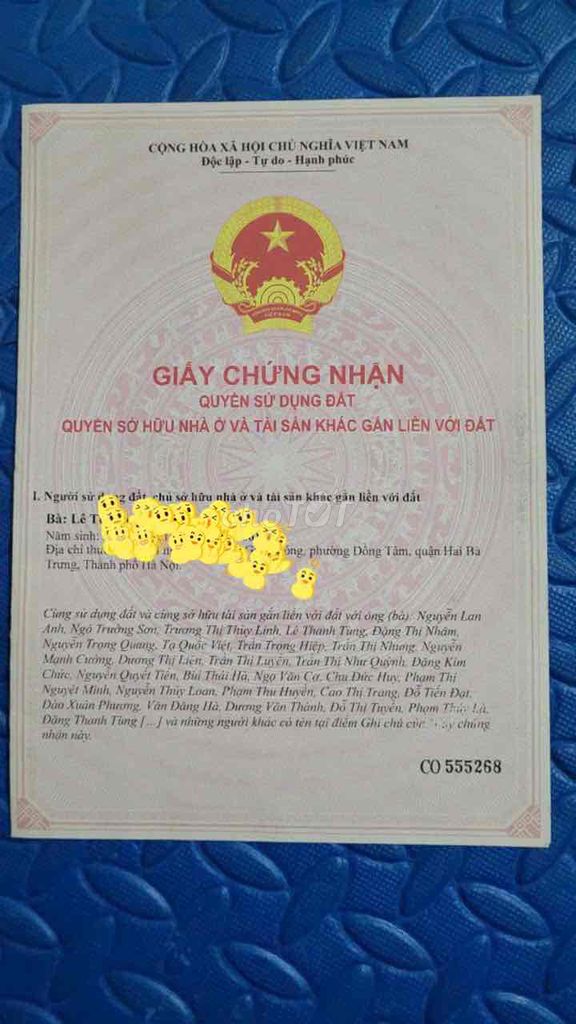 CỘNG HÒA XÃ HỘI CHỦ NGHĨA VIỆT NAM
Độc lập - Tự do - Hạnh phúc
GIẤY CHỨNG NHẬN
QUYỀN SỬ DỤNG ĐẤT
QUYỀN SỞ HỮU NHÀ Ở VÀ TÀI SẢN KHÁC GẮN LIỀN VỚI ĐẤT
I. Người sử dụng đất, chủ sở hữu nhà ở và tài sản khác gắn liền với đất
Bà: Lê
Năm sinh:
Địa chỉ phường Đồng Tâm, quận Hai Bà
Trưng, Thành phố Hà Nội.
Cùng sử dụng đất và cùng sở hữu tài sản gắn liền với đất với ông (bà): Nguyễn Lan
Anh, Ngô Trường Sơn, Trương Thị Thùy Linh, Lê Thanh Tùng, Đặng Thị Nhâm,
Nguyễn Trọng Quang, Tạ Quốc Việt, Trần Trọng Hiệp, Trần Thị Nhung, Nguyễn
Mạnh Cường, Dương Thị Liên, Trần Thị Luyện, Trần Thị Như Quỳnh, Đặng Kim
Chức, Nguyễn Quyết Tiến, Bùi Thái Hà, Ngọ Văn Cơ, Chu Đức Huy, Phạm Thị
Nguyệt Minh, Nguyễn Thúy Loan, Phạm Thu Huyền, Cao Thị Trang, Đỗ Tiến Đạt,
Đào Xuân Phương, Văn Đăng Hà, Dương Văn Thành, Đỗ Thị Tuyến, Phạm Thúy Hà,
Đặng Thanh Tùng [...] và những người khác có tên tại điểm Ghi chú của Giấy chứng
nhận này.
CO 555268